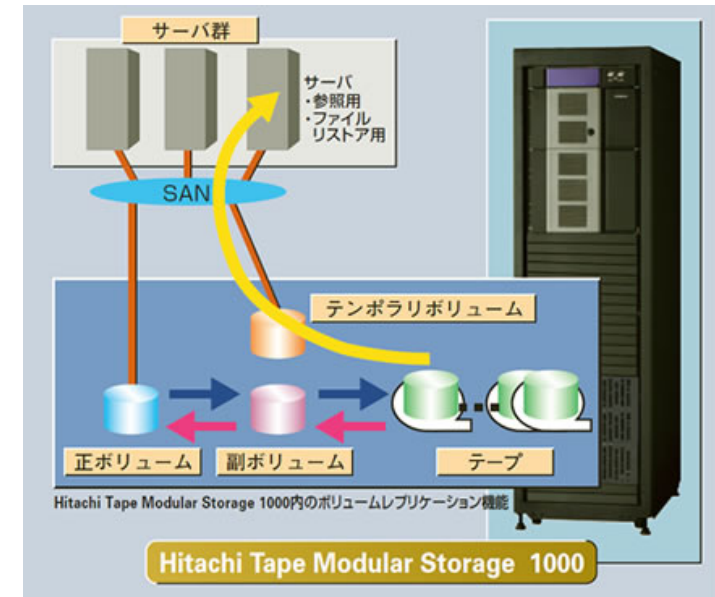 サーバ群
サーバ
・参照用
・ファイル
リストア用
SAN
テンポラリボリューム
正ボリューム
副ボリューム
テープ
Hitachi Tape Modular Storage 1000内のボリュームレプリケーション機能
Hitachi Tape Modular Storage 1000